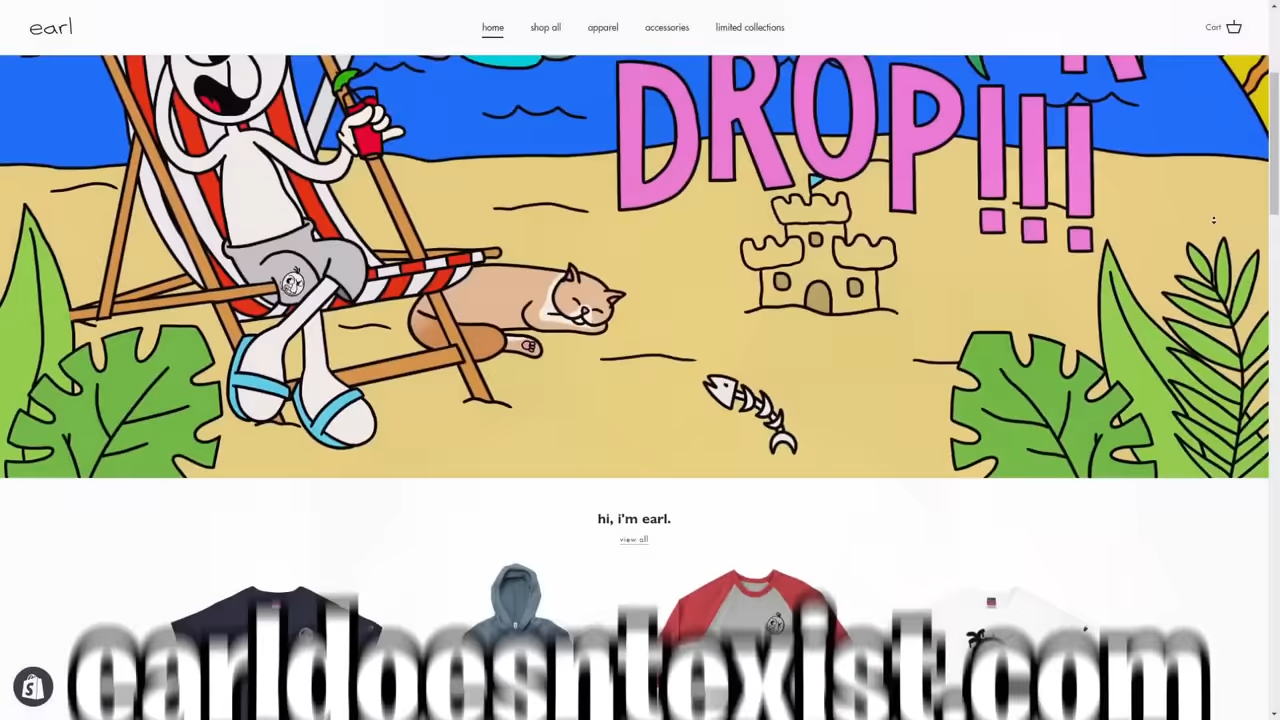 earl
home shop all apparel accessories limited collections
Cart
DROP!!!
hi, i'm earl.
view all
earldoesntexist.com